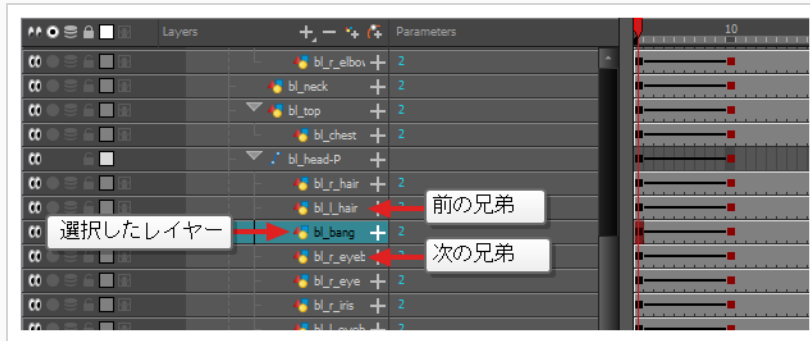 Layers Parameters 10
bl_r_elbov 2
bl_neck 2
bl_top 2
bl_chest 2
bl_head-P
bl_r_hair 2
bl_l_hair 前の兄弟
選択したレイヤー bl_bang 2
bl_r_eyeb 次の兄弟
bl_r_eye 2
bl_r_iris 2